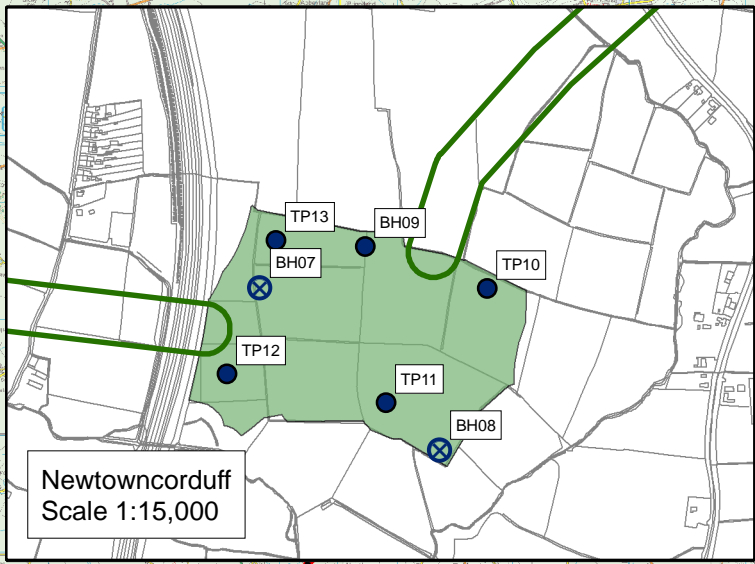 TP13
BH09
BH07
TP10
TP12
TP11
BH08
Newtowncorduff
Scale 1:15,000